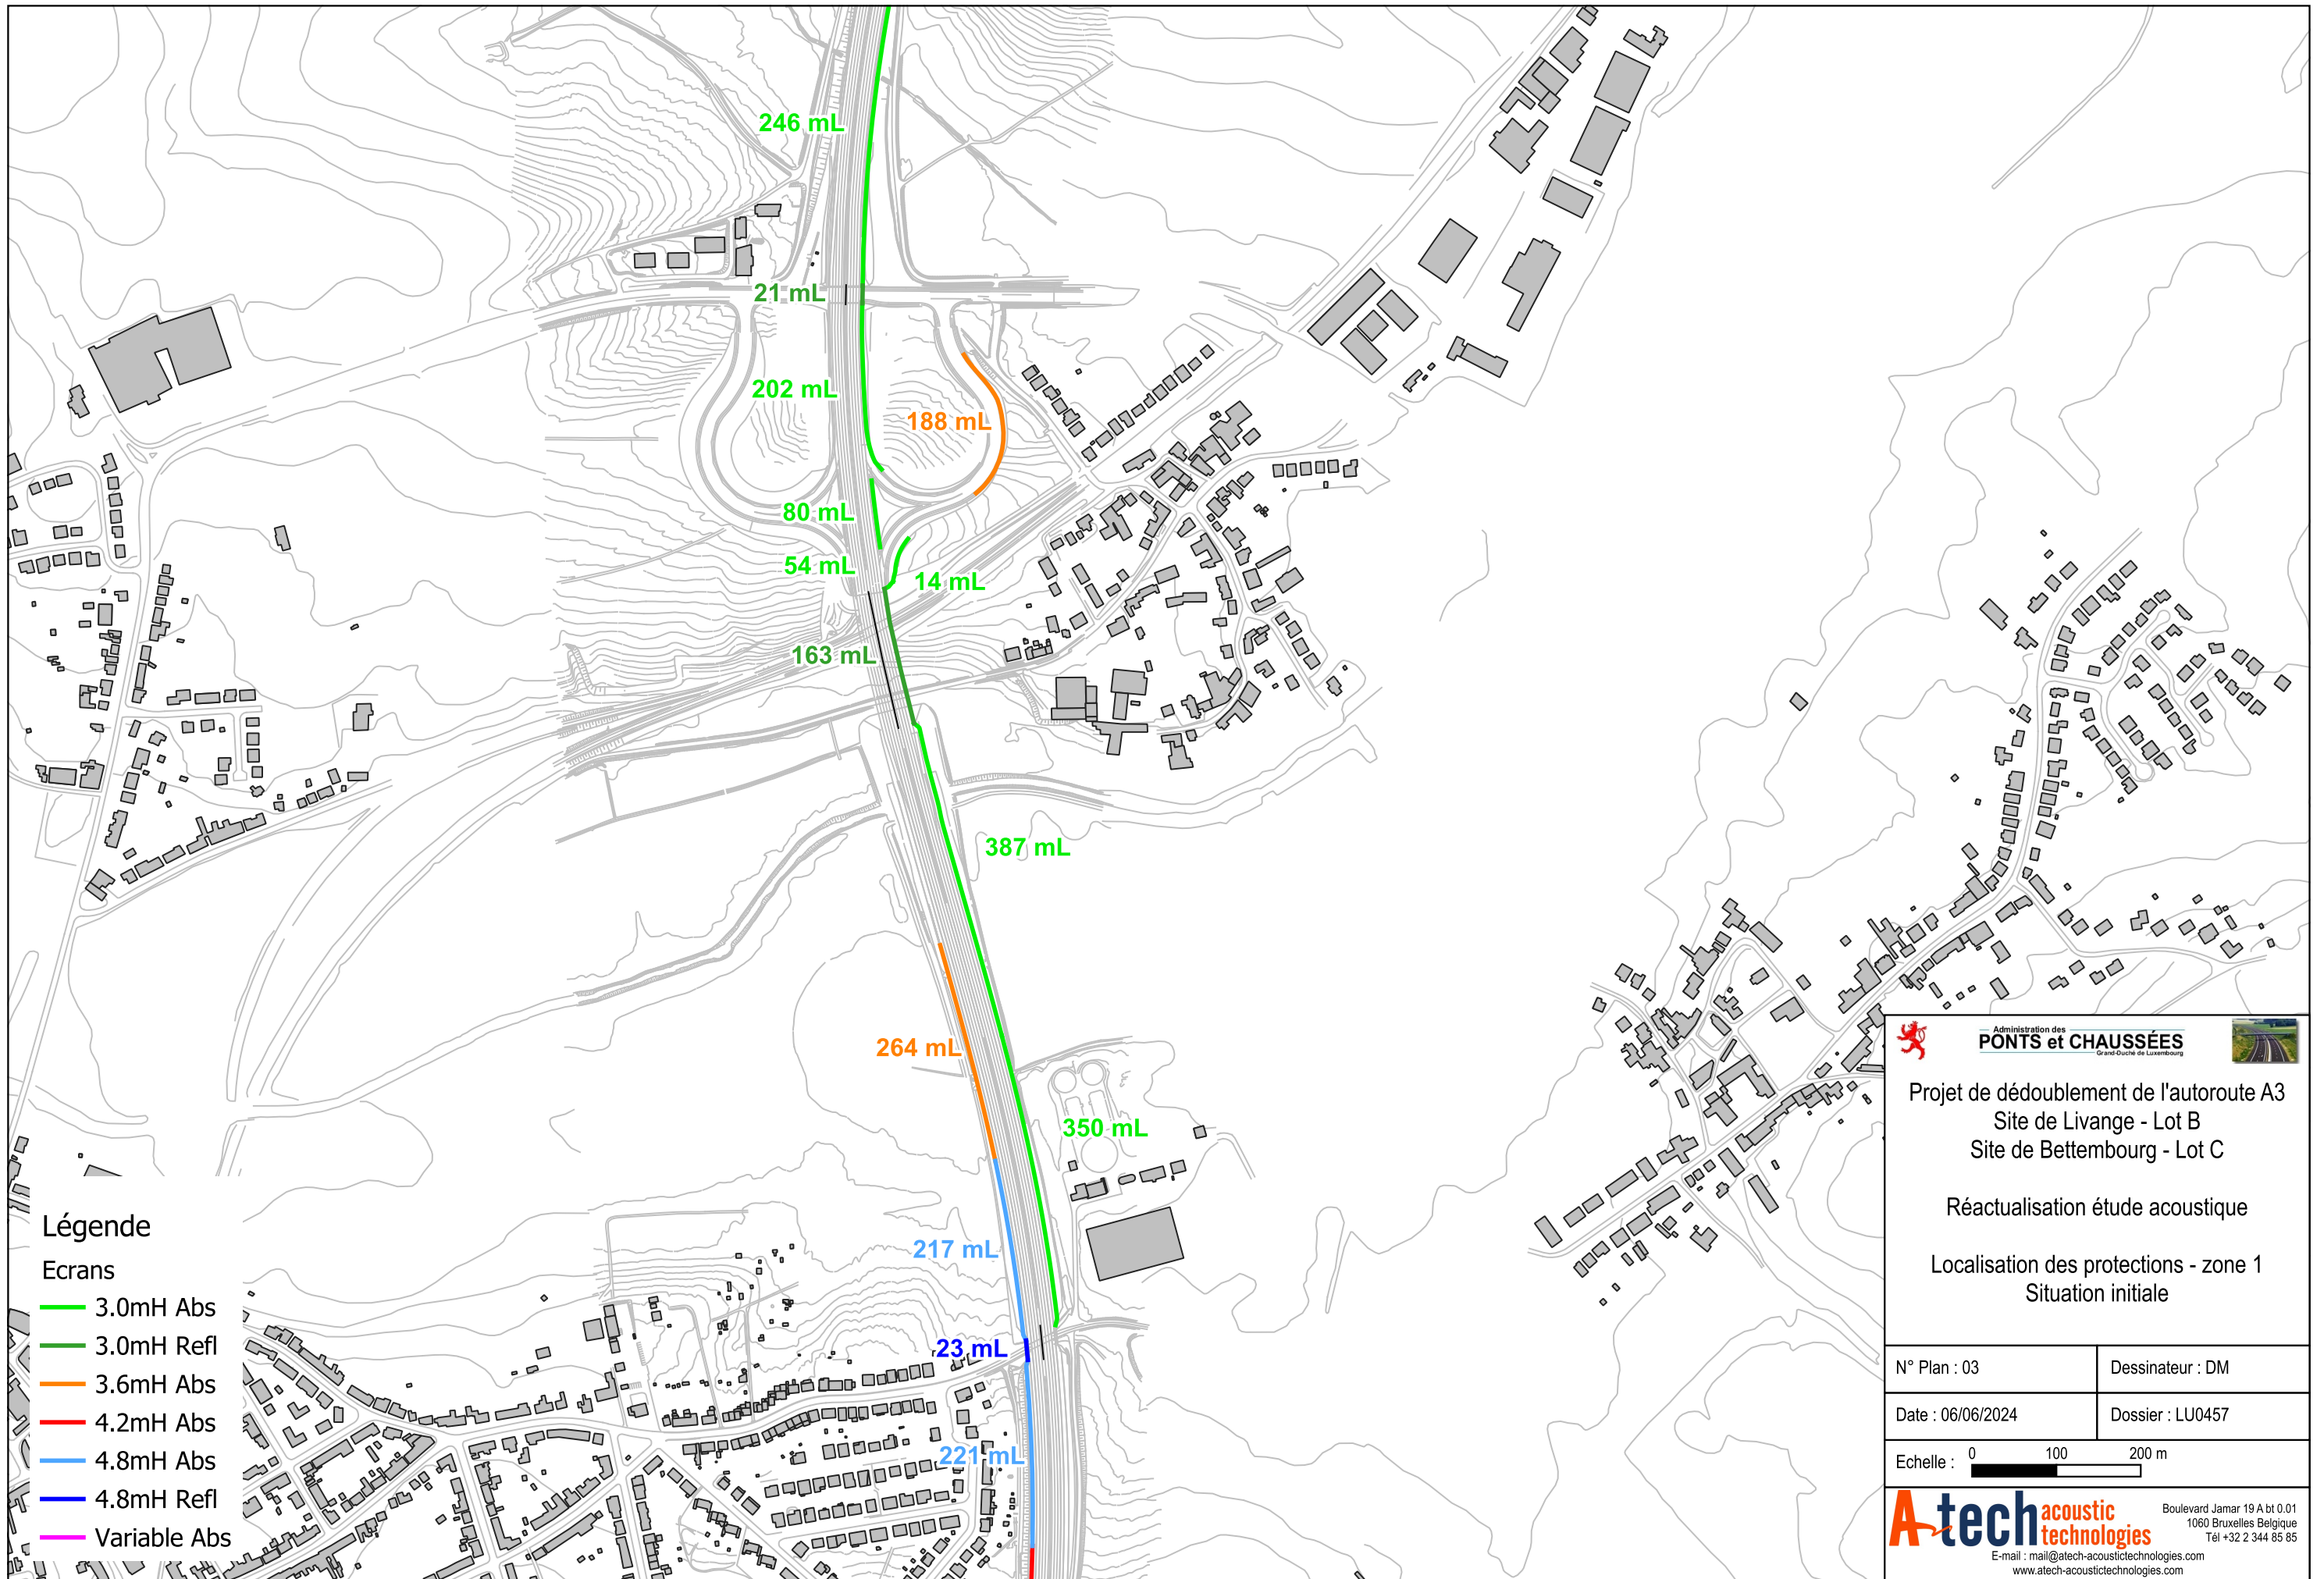 246 mL
21 mL
202 mL
188 mL
80 mL
54 mL
14 mL
163 mL
387 mL
264 mL
350 mL
217 mL
23 mL
221 mL
Légende
Ecrans
3.0mH Abs
3.0mH Refl
3.6mH Abs
4.2mH Abs
4.8mH Abs
4.8mH Refl
Variable Abs
Administration des
PONTS et CHAUSSÉES
Grand-Duché de Luxembourg
Projet de dédoublement de l'autoroute A3
Site de Livange - Lot B
Site de Bettembourg - Lot C
Réactualisation étude acoustique
Localisation des protections - zone 1
Situation initiale
N° Plan : 03
Dessinateur : DM
Date : 06/06/2024
Dossier : LU0457
Echelle : 0 100 200 m
A-tech acoustic technologies
Boulevard Jamar 19 A bt 0.01
1060 Bruxelles Belgique
Tél +32 2 344 85 85
E-mail : mail@atech-acoustictechnologies.com
www.atech-acoustictechnologies.com